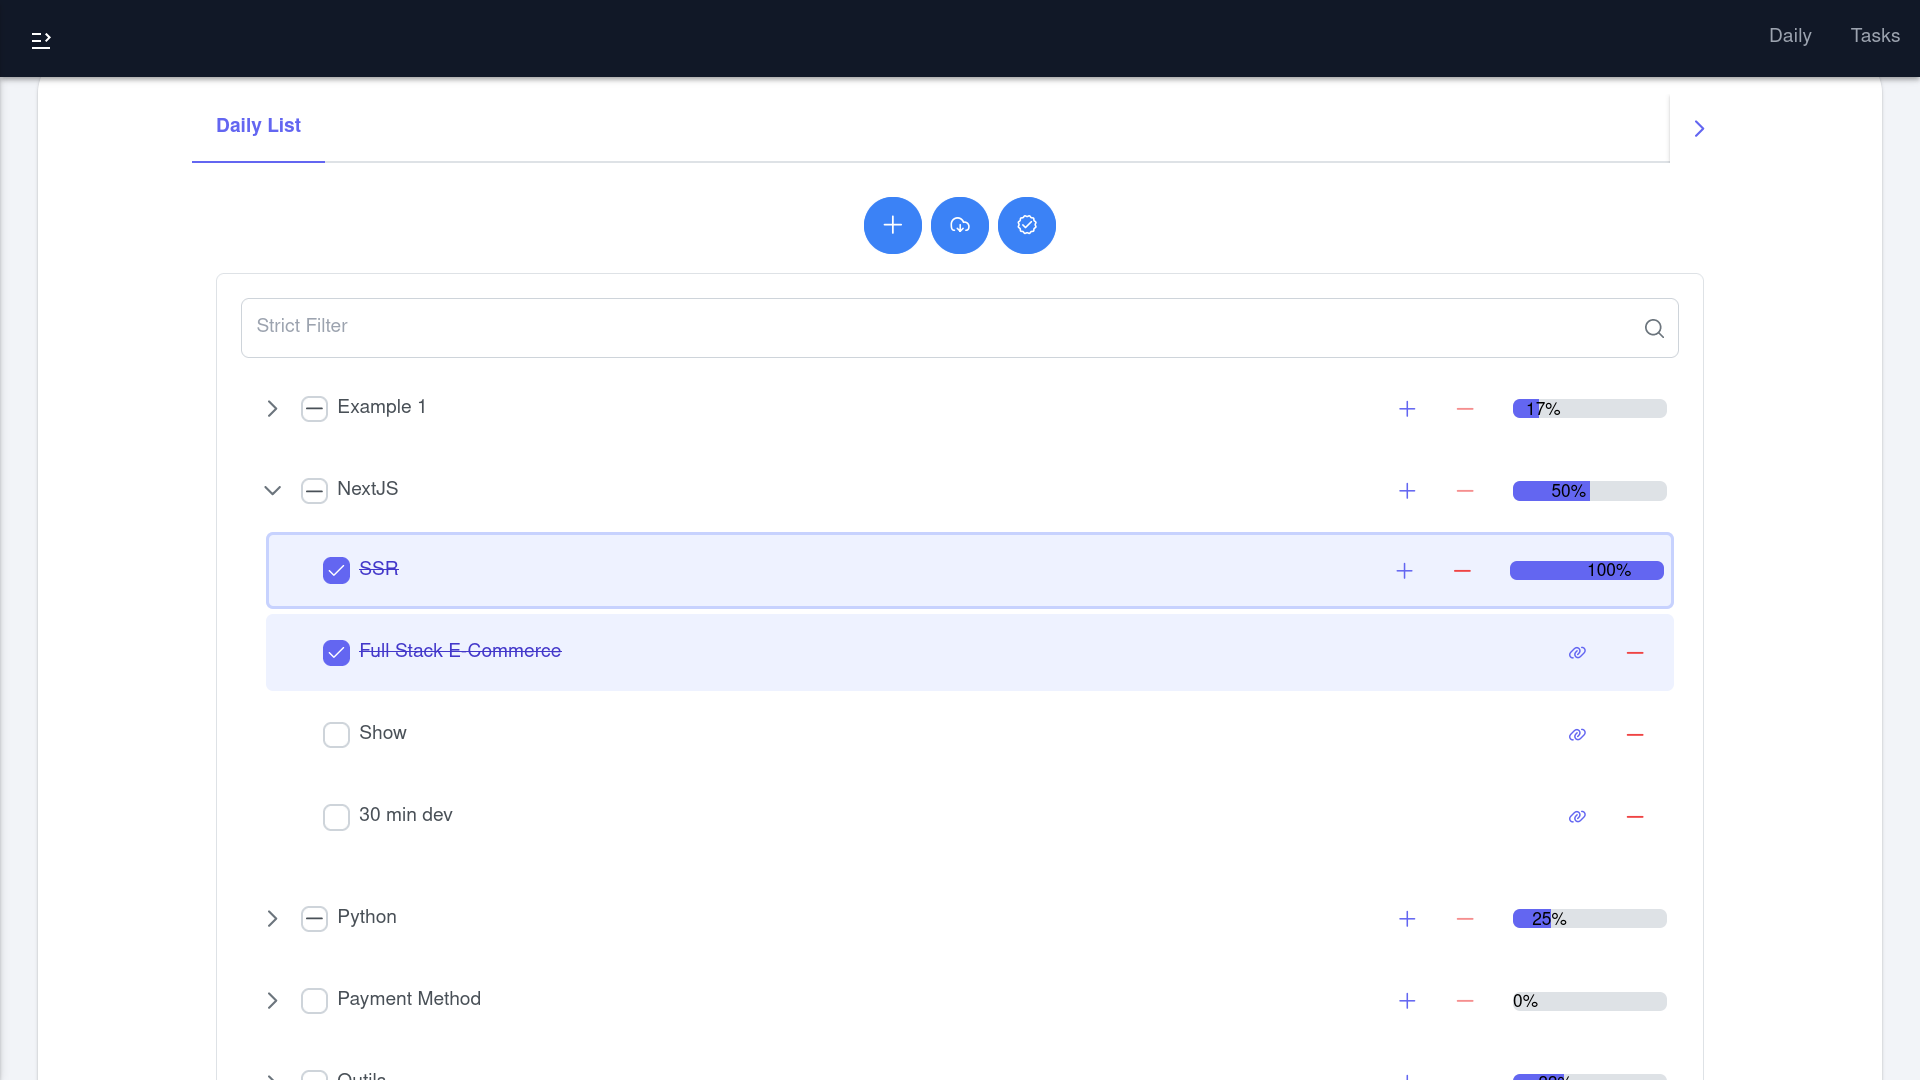 Daily Tasks
Daily List
Strict Filter
Example 1 17%
NextJS 50%
SSR 100%
Full Stack E-Commerce
Show
30 min dev
Python 25%
Payment Method 0%
Outils